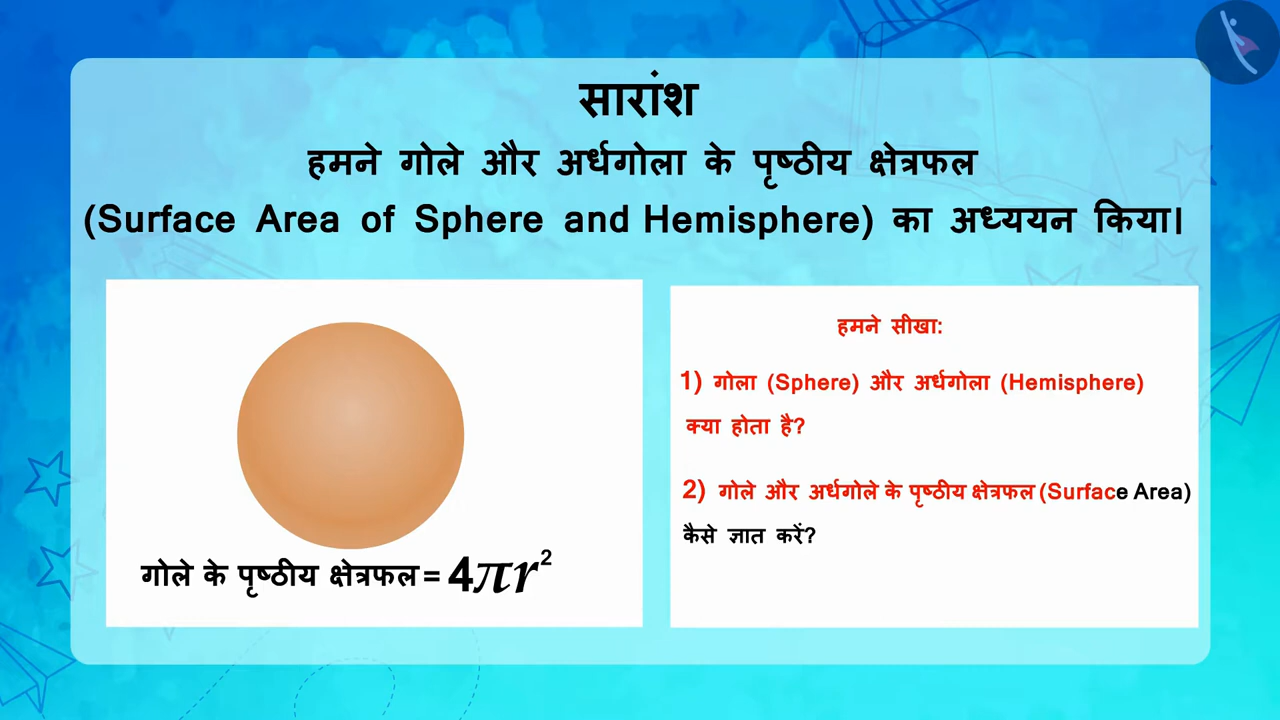 सारांश
हमने गोले और अर्धगोला के पृष्ठीय क्षेत्रफल
(Surface Area of Sphere and Hemisphere) का अध्ययन किया।
गोले के पृष्ठीय क्षेत्रफल = 4πr²
हमने सीखा:
1) गोला (Sphere) और अर्धगोला (Hemisphere)
क्या होता है?
2) गोले और अर्धगोले के पृष्ठीय क्षेत्रफल (Surface Area)
कैसे ज्ञात करें?